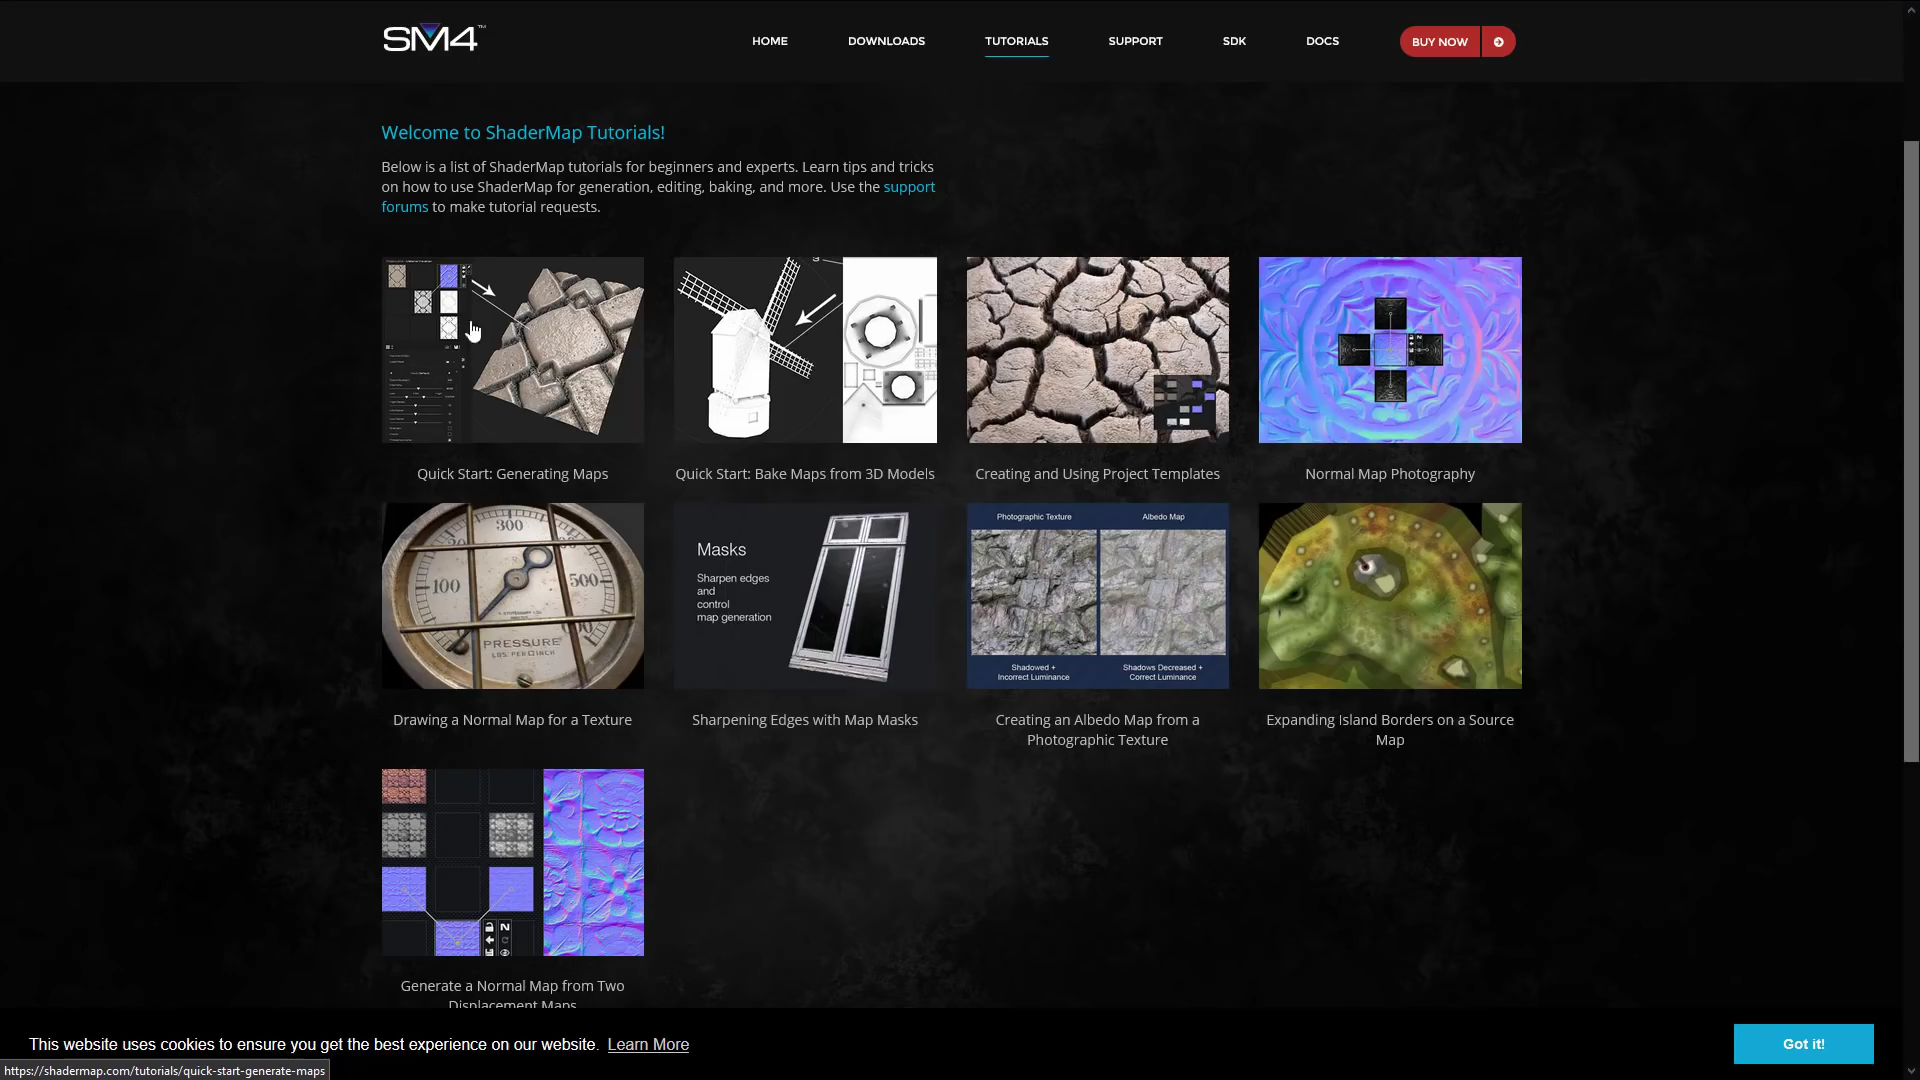 SM4™
HOME
DOWNLOADS
TUTORIALS
SUPPORT
SDK
DOCS
BUY NOW
Welcome to ShaderMap Tutorials!
Below is a list of ShaderMap tutorials for beginners and experts. Learn tips and tricks
on how to use ShaderMap for generation, editing, baking, and more. Use the support
forums to make tutorial requests.
Quick Start: Generating Maps
Quick Start: Bake Maps from 3D Models
Creating and Using Project Templates
Normal Map Photography
300
100
500
PRESSURE
LBS. PER INCH
Masks
Sharpen edges
and
control
map generation
Photographic Texture
Albedo Map
Shadowed +
Incorrect Luminance
Shadows Decreased +
Correct Luminance
Drawing a Normal Map for a Texture
Sharpening Edges with Map Masks
Creating an Albedo Map from a
Photographic Texture
Expanding Island Borders on a Source
Map
N
Generate a Normal Map from Two
Displacement Maps
This website uses cookies to ensure you get the best experience on our website. Learn More
Got it!
https://shadermap.com/tutorials/quick-start-generate-maps